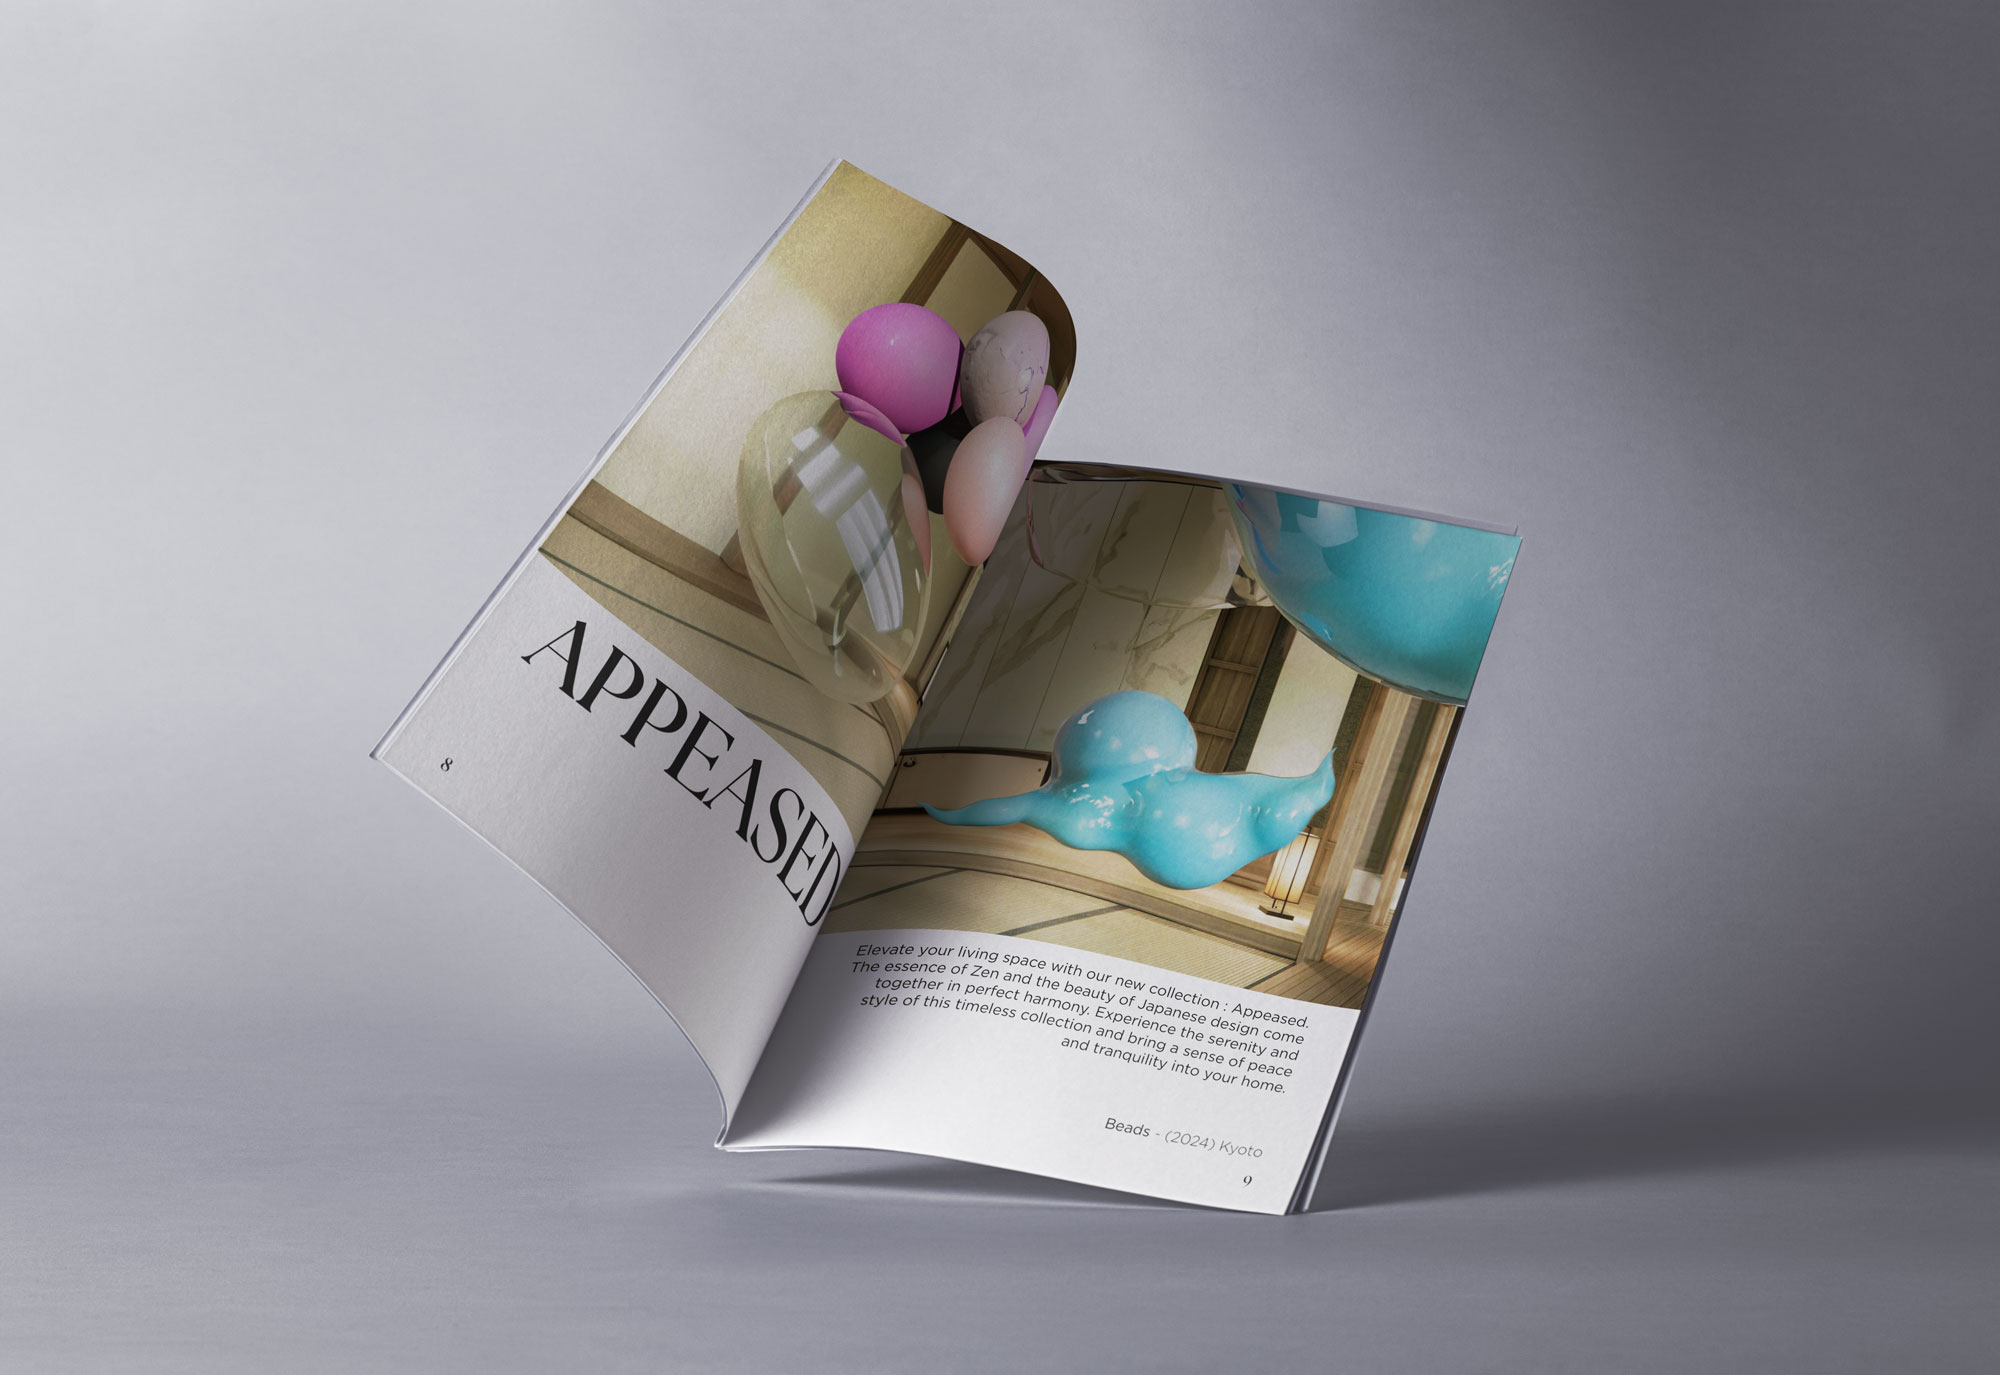 APPEASED
8
Elevate your living space with our new collection : Appeased.
The essence of Zen and the beauty of Japanese design come
together in perfect harmony. Experience the serenity and
style of this timeless collection and bring a sense of peace
and tranquility into your home.
Beads - (2024) Kyoto
9